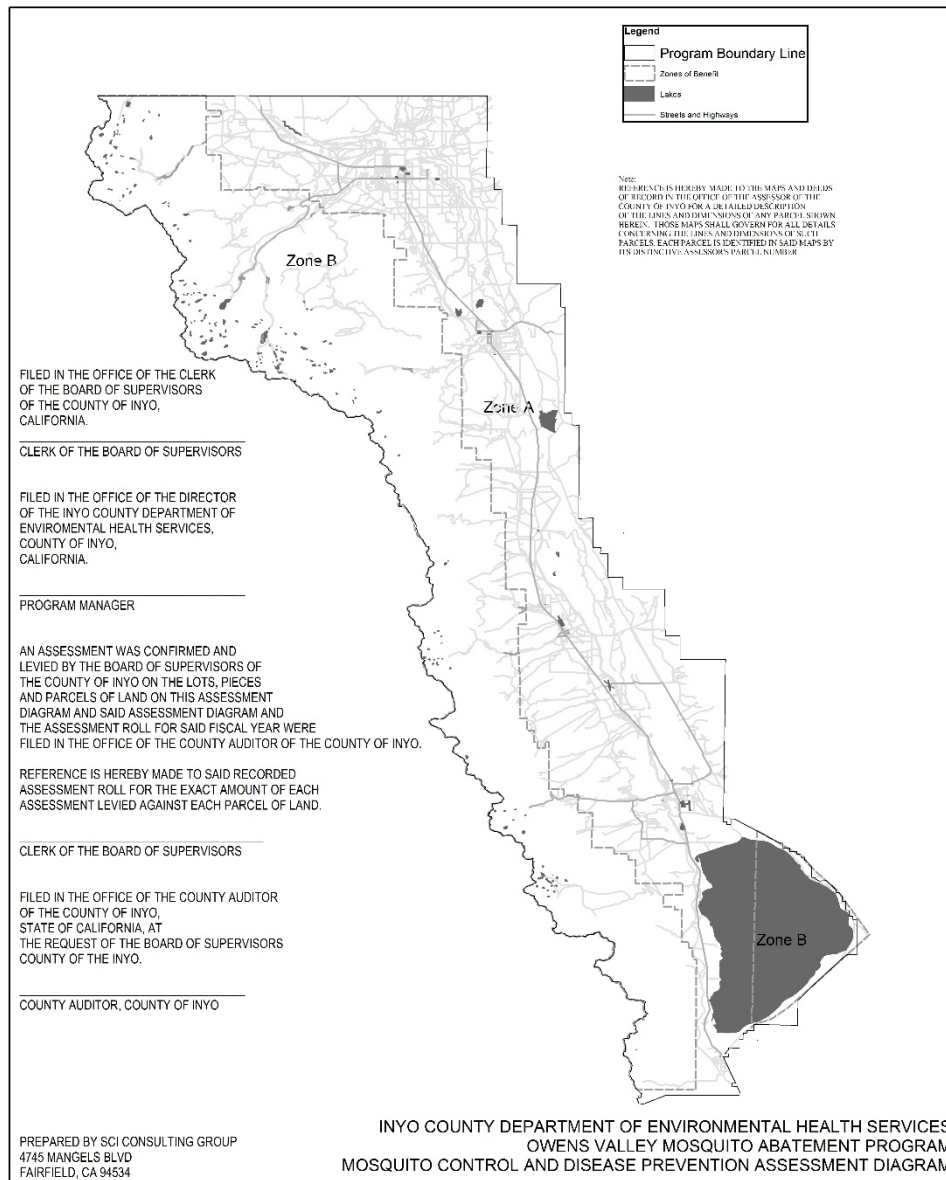 Legend
Program Boundary Line
Zones of Benefit
Lakes
Streets and Highways
Note:
REFERENCE IS HEREBY MADE TO THE MAPS AND DEEDS
OF RECORD IN THE OFFICE OF THE ASSESSOR OF THE
COUNTY OF INYO FOR A DETAILED DESCRIPTION
OF THE LINES AND DIMENSIONS OF ANY PARCEL SHOWN
HEREIN. THOSE MAPS SHALL GOVERN FOR ALL DETAILS
CONCERNING THE LINES AND DIMENSIONS OF SUCH
PARCELS. EACH PARCEL IS IDENTIFIED IN SAID MAPS BY
ITS DISTINCTIVE ASSESSOR'S PARCEL NUMBER
Zone B
Zone A
Zone B
FILED IN THE OFFICE OF THE CLERK
OF THE BOARD OF SUPERVISORS
OF THE COUNTY OF INYO,
CALIFORNIA.
CLERK OF THE BOARD OF SUPERVISORS
FILED IN THE OFFICE OF THE DIRECTOR
OF THE INYO COUNTY DEPARTMENT OF
ENVIROMENTAL HEALTH SERVICES,
COUNTY OF INYO,
CALIFORNIA.
PROGRAM MANAGER
AN ASSESSMENT WAS CONFIRMED AND
LEVIED BY THE BOARD OF SUPERVISORS OF
THE COUNTY OF INYO ON THE LOTS, PIECES
AND PARCELS OF LAND ON THIS ASSESSMENT
DIAGRAM AND SAID ASSESSMENT DIAGRAM AND
THE ASSESSMENT ROLL FOR SAID FISCAL YEAR WERE
FILED IN THE OFFICE OF THE COUNTY AUDITOR OF THE COUNTY OF INYO.
REFERENCE IS HEREBY MADE TO SAID RECORDED
ASSESSMENT ROLL FOR THE EXACT AMOUNT OF EACH
ASSESSMENT LEVIED AGAINST EACH PARCEL OF LAND.
CLERK OF THE BOARD OF SUPERVISORS
FILED IN THE OFFICE OF THE COUNTY AUDITOR
OF THE COUNTY OF INYO,
STATE OF CALIFORNIA, AT
THE REQUEST OF THE BOARD OF SUPERVISORS
COUNTY OF THE INYO.
COUNTY AUDITOR, COUNTY OF INYO
PREPARED BY SCI CONSULTING GROUP
4745 MANGELS BLVD
FAIRFIELD, CA 94534
INYO COUNTY DEPARTMENT OF ENVIRONMENTAL HEALTH SERVICES
OWENS VALLEY MOSQUITO ABATEMENT PROGRAM
MOSQUITO CONTROL AND DISEASE PREVENTION ASSESSMENT DIAGRAM